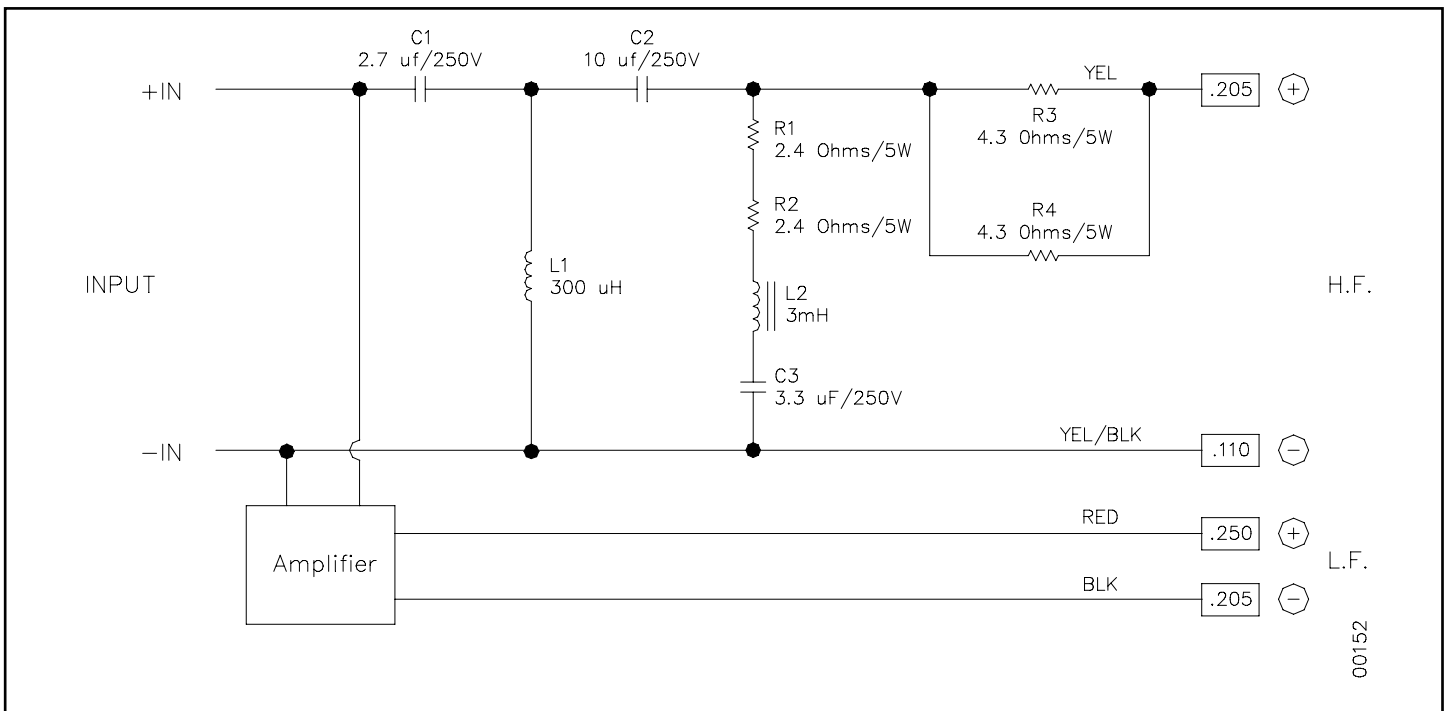 C1
2.7 uf/250V
C2
10 uf/250V
+IN
YEL
.205
+
R3
4.3 Ohms/5W
R1
2.4 Ohms/5W
R2
2.4 Ohms/5W
R4
4.3 Ohms/5W
L1
300 uH
INPUT
L2
3mH
H.F.
C3
3.3 uF/250V
-IN
YEL/BLK
.110
−
RED
.250
+
Amplifier
L.F.
BLK
.205
−
00152